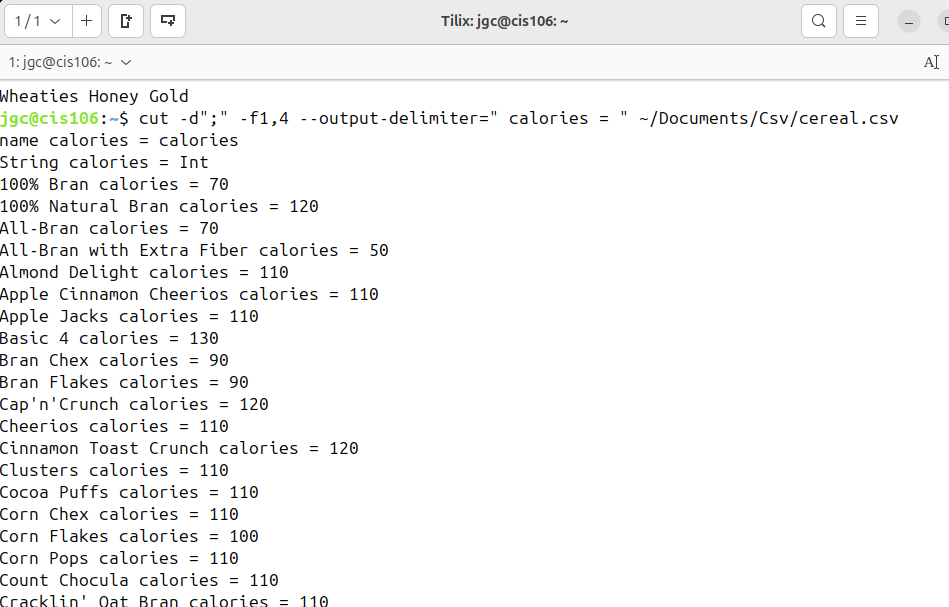 1 / 1
Tilix: jgc@cis106: ~
1: jgc@cis106: ~
Wheaties Honey Gold
jgc@cis106:~$ cut -d";" -f1,4 --output-delimiter=" calories = " ~/Documents/Csv/cereal.csv
name calories = calories
String calories = Int
100% Bran calories = 70
100% Natural Bran calories = 120
All-Bran calories = 70
All-Bran with Extra Fiber calories = 50
Almond Delight calories = 110
Apple Cinnamon Cheerios calories = 110
Apple Jacks calories = 110
Basic 4 calories = 130
Bran Chex calories = 90
Bran Flakes calories = 90
Cap'n'Crunch calories = 120
Cheerios calories = 110
Cinnamon Toast Crunch calories = 120
Clusters calories = 110
Cocoa Puffs calories = 110
Corn Chex calories = 110
Corn Flakes calories = 100
Corn Pops calories = 110
Count Chocula calories = 110
Cracklin' Oat Bran calories = 110